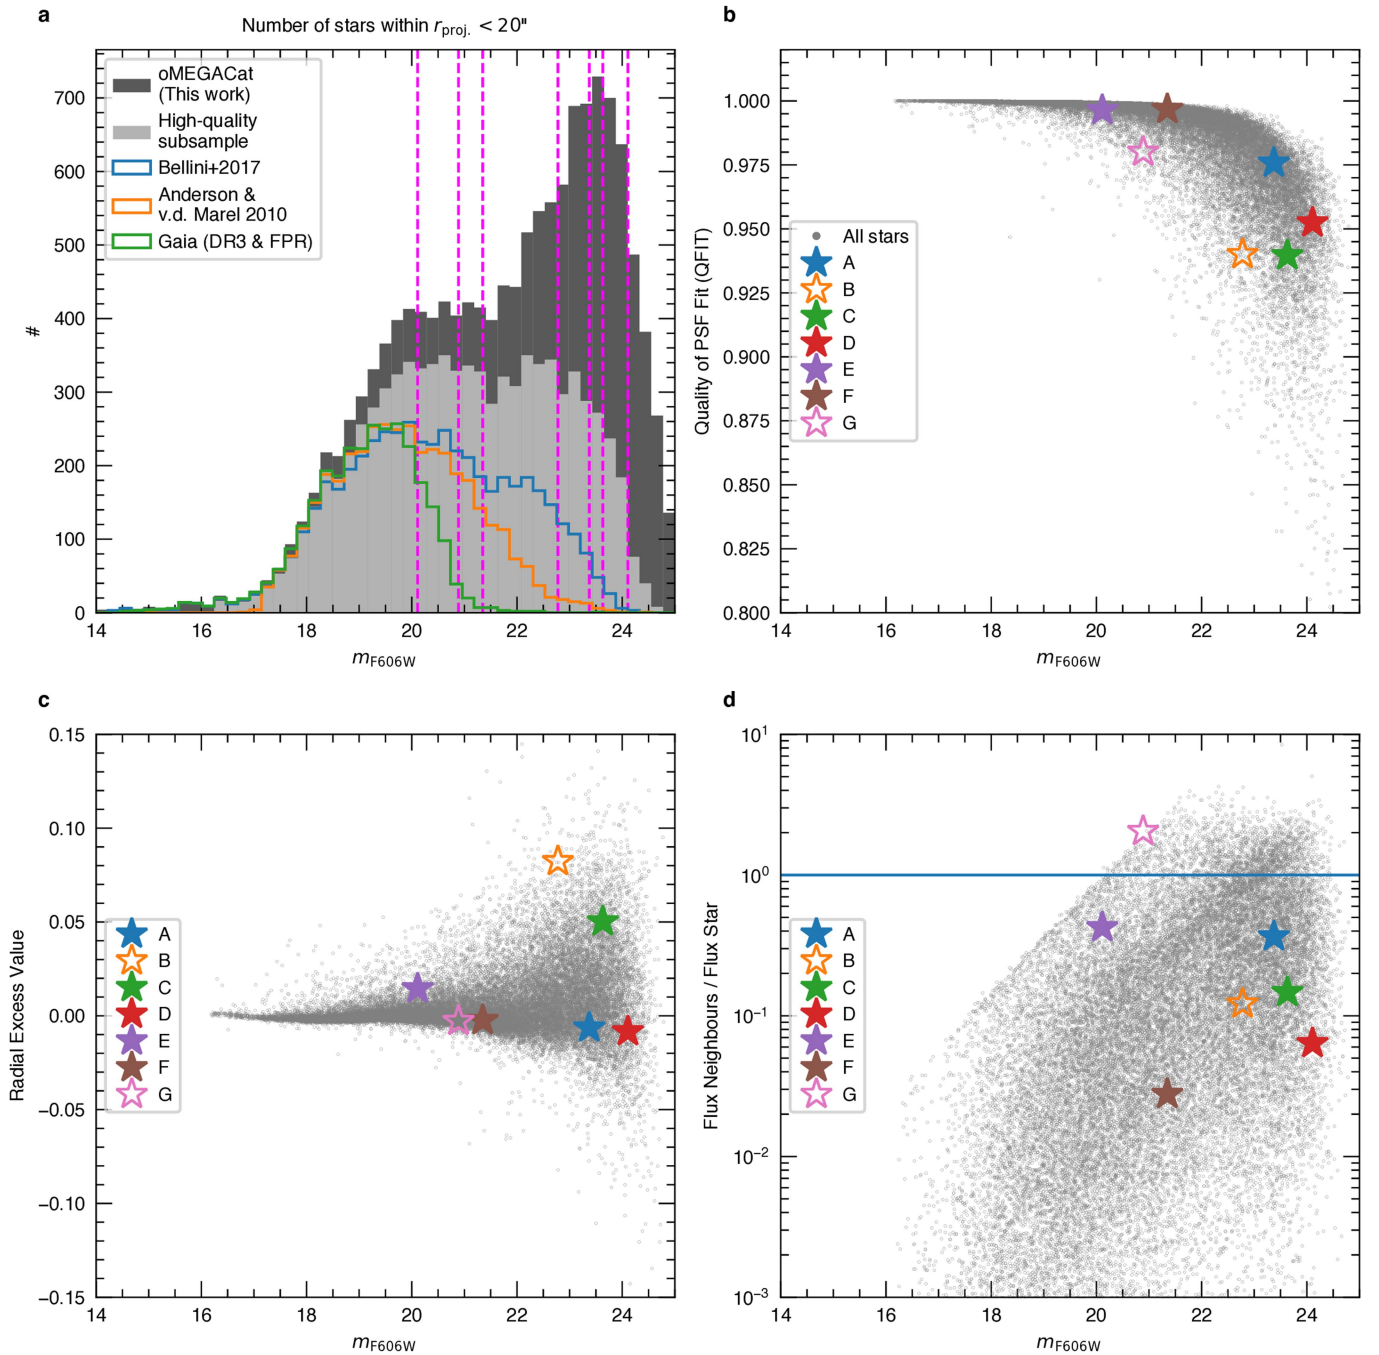 a
Number of stars within r_proj. < 20"
oMEGACat
(This work)
High-quality
subsample
Bellini+2017
Anderson &
v.d. Marel 2010
Gaia (DR3 & FPR)
#
700
600
500
400
300
200
100
0
14 16 18 20 22 24
m_F606W
b
Quality of PSF Fit (QFIT)
1.000
0.975
0.950
0.925
0.900
0.875
0.850
0.825
0.800
All stars
A
B
C
D
E
F
G
14 16 18 20 22 24
m_F606W
c
Radial Excess Value
0.15
0.10
0.05
0.00
−0.05
−0.10
−0.15
A
B
C
D
E
F
G
14 16 18 20 22 24
m_F606W
d
Flux Neighbours / Flux Star
10¹
10⁰
10⁻¹
10⁻²
10⁻³
A
B
C
D
E
F
G
14 16 18 20 22 24
m_F606W